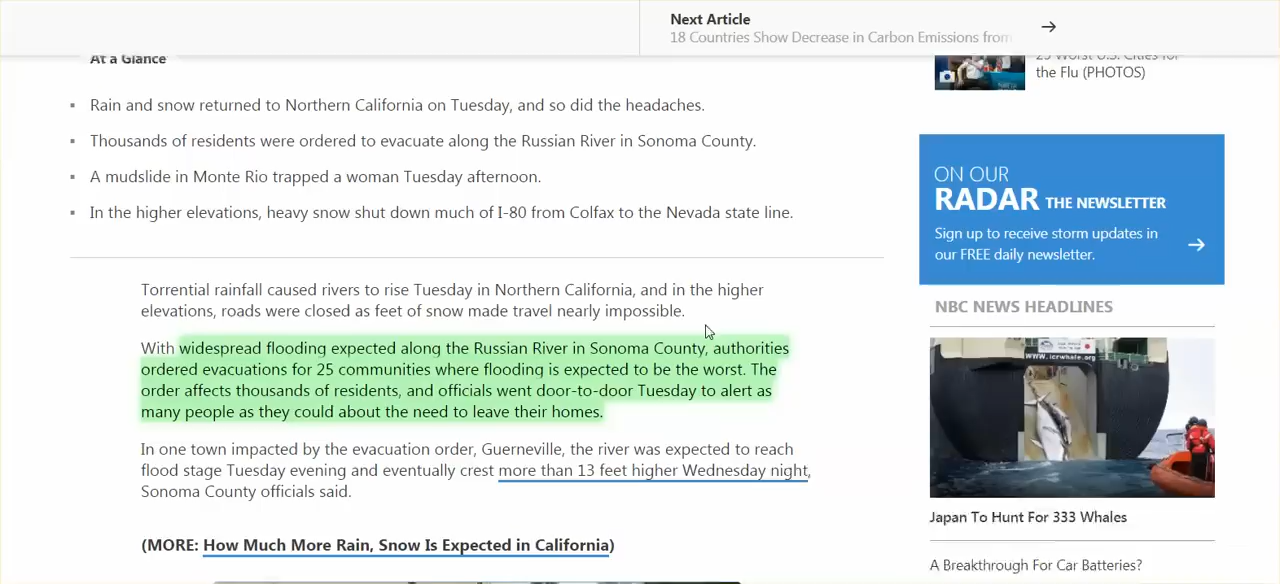 Next Article
18 Countries Show Decrease in Carbon Emissions from
At a Glance
Rain and snow returned to Northern California on Tuesday, and so did the headaches.
Thousands of residents were ordered to evacuate along the Russian River in Sonoma County.
A mudslide in Monte Rio trapped a woman Tuesday afternoon.
In the higher elevations, heavy snow shut down much of I-80 from Colfax to the Nevada state line.
Torrential rainfall caused rivers to rise Tuesday in Northern California, and in the higher
elevations, roads were closed as feet of snow made travel nearly impossible.
With widespread flooding expected along the Russian River in Sonoma County, authorities
ordered evacuations for 25 communities where flooding is expected to be the worst. The
order affects thousands of residents, and officials went door-to-door Tuesday to alert as
many people as they could about the need to leave their homes.
In one town impacted by the evacuation order, Guerneville, the river was expected to reach
flood stage Tuesday evening and eventually crest more than 13 feet higher Wednesday night,
Sonoma County officials said.
(MORE: How Much More Rain, Snow Is Expected in California)
25 Worst U.S. Cities for
the Flu (PHOTOS)
ON OUR
RADAR THE NEWSLETTER
Sign up to receive storm updates in
our FREE daily newsletter.
NBC NEWS HEADLINES
www.icrwhale.org
Japan To Hunt For 333 Whales
A Breakthrough For Car Batteries?